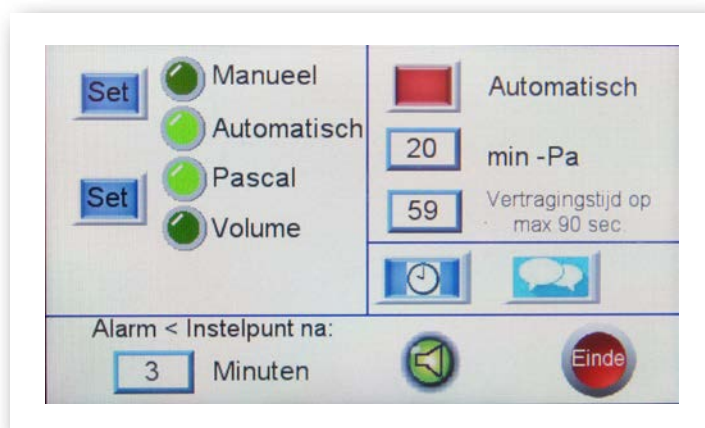 Set
Manueel
Automatisch
Set
Pascal
Volume
Automatisch
20 min -Pa
59 Vertragingstijd op
max 90 sec.
Alarm < Instelpunt na:
3 Minuten
Einde